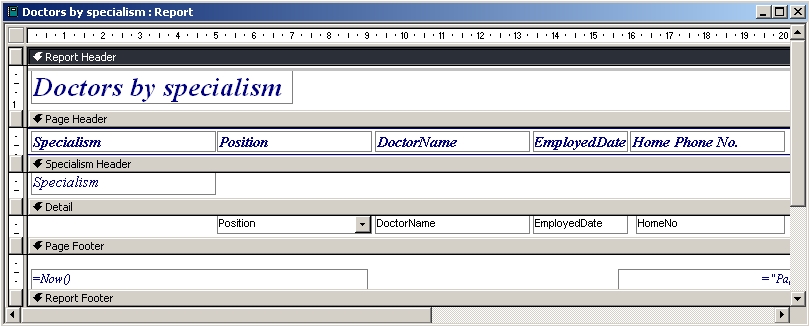 Doctors by specialism : Report
1 2 3 4 5 6 7 8 9 10 11 12 13 14 15 16 17 18 19 20
Report Header
1
Doctors by specialism
Page Header
Specialism Position DoctorName EmployedDate Home Phone No.
Specialism Header
Specialism
Detail
Position DoctorName EmployedDate HomeNo
Page Footer
=Now() ="Pa
Report Footer